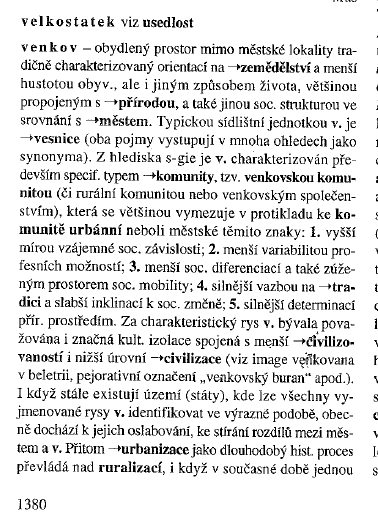 velkostatek viz usedlost
venkov – obydlený prostor mimo městské lokality tra-
dičně charakterizovaný orientací na →zemědělství a menší
hustotou obyv., ale i jiným způsobem života, většinou
propojeným s →přírodou, a také jinou soc. strukturou ve
srovnání s →městem. Typickou sídlištní jednotkou v. je
→vesnice (oba pojmy vystupují v mnoha ohledech jako
synonyma). Z hlediska s-gie je v. charakterizován pře-
devším specif. typem →komunity, tzv. venkovskou komu-
nitou (či rurální komunitou nebo venkovským společen-
stvím), která se většinou vymezuje v protikladu ke ko-
munitě urbánní neboli městské těmito znaky: 1. vyšší
mírou vzájemné soc. závislosti; 2. menší variabilitou pro-
fesních možností; 3. menší soc. diferenciací a také zúže-
ným prostorem soc. mobility; 4. silnější vazbou na →tra-
dici a slabší inklinací k soc. změně; 5. silnější determinací
přír. prostředím. Za charakteristický rys v. bývala pova-
žována i značná kult. izolace spojená s menší →civilizo-
vaností i nižší úrovní →civilizace (viz image venkovana
v beletrii, pejorativní označení „venkovský buran“ apod.).
I když stále existují území (státy), kde lze všechny vy-
jmenované rysy v. identifikovat ve výrazné podobě, obec-
ně dochází k jejich oslabování, ke stírání rozdílů mezi měs-
tem a v. Přitom →urbanizace jako dlouhodobý hist. proces
převládá nad ruralizací, i když v současné době jednou
1380